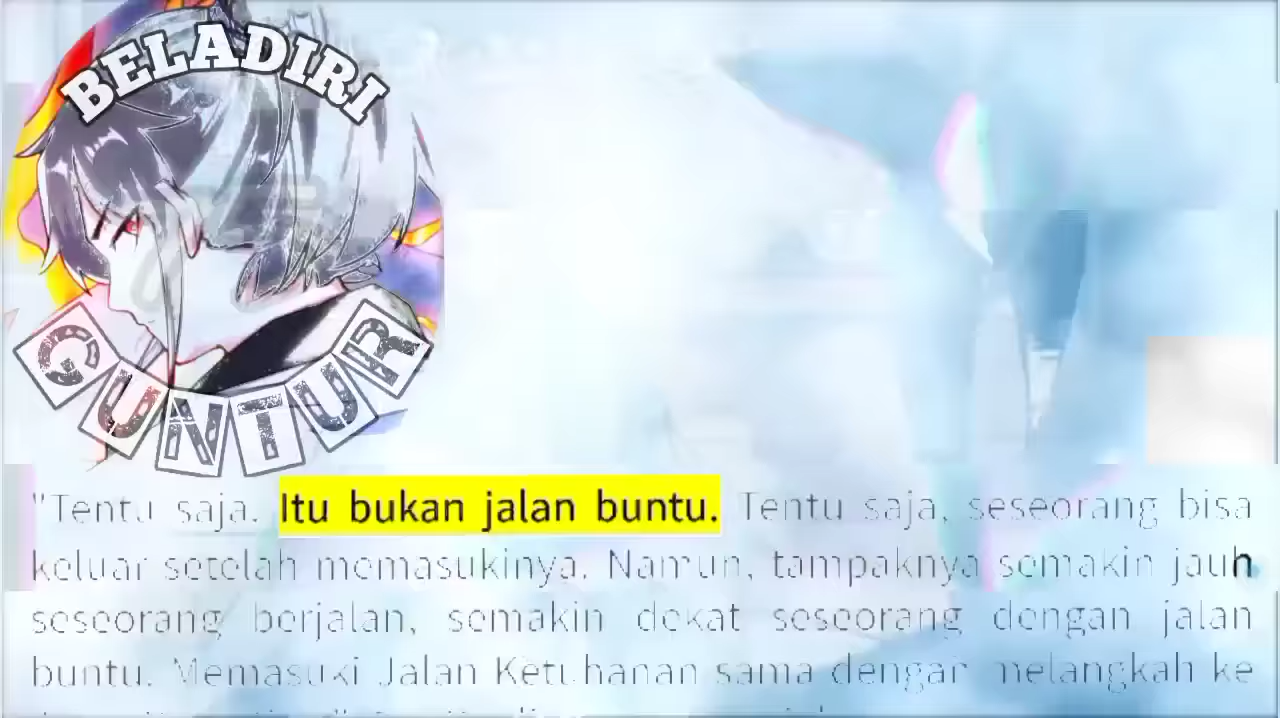 BELADIRI
GUNTUR
"Tentu saja. Itu bukan jalan buntu. Tentu saja, seseorang bisa
keluar setelah memasukinya. Namun, tampaknya semakin jauh
seseorang berjalan, semakin dekat seseorang dengan jalan
buntu. Memasuki Jalan Ketuhanan sama dengan melangkah ke